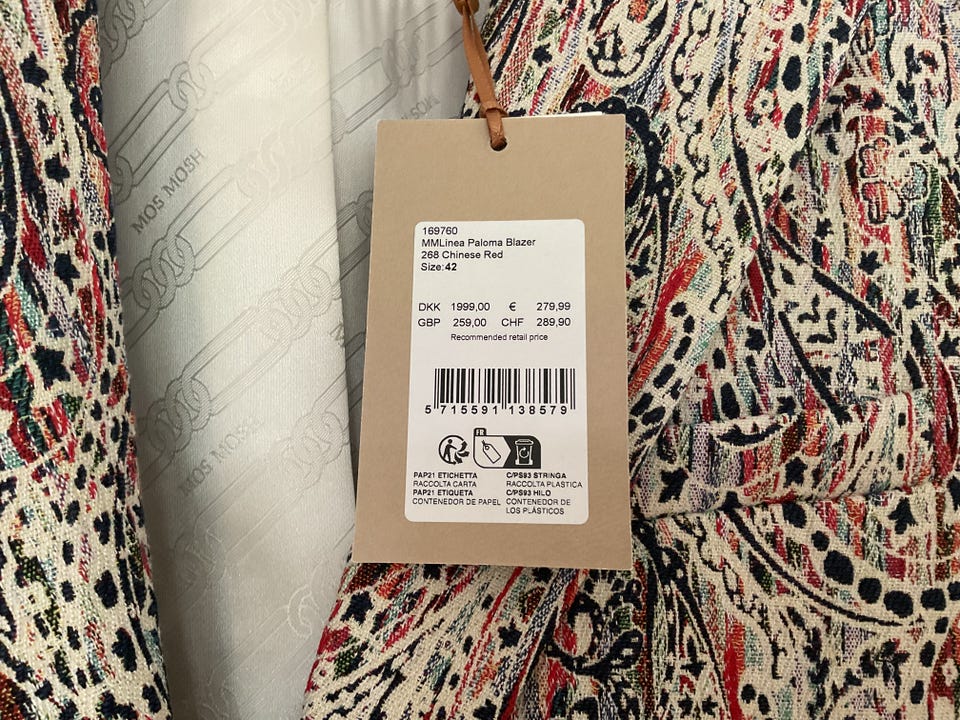 MOS MOSH
169760
MMLinea Paloma Blazer
268 Chinese Red
Size:42
DKK 1999,00 € 279,99
GBP 259,00 CHF 289,90
Recommended retail price
5 715591 138579
FR
PAP21 ETICHETTA
RACCOLTA CARTA
PAP21 ETIQUETA
CONTENEDOR DE PAPEL
C/PS93 STRINGA
RACCOLTA PLASTICA
C/PS93 HILO
CONTENEDOR DE
LOS PLÁSTICOS
MOS MOSH